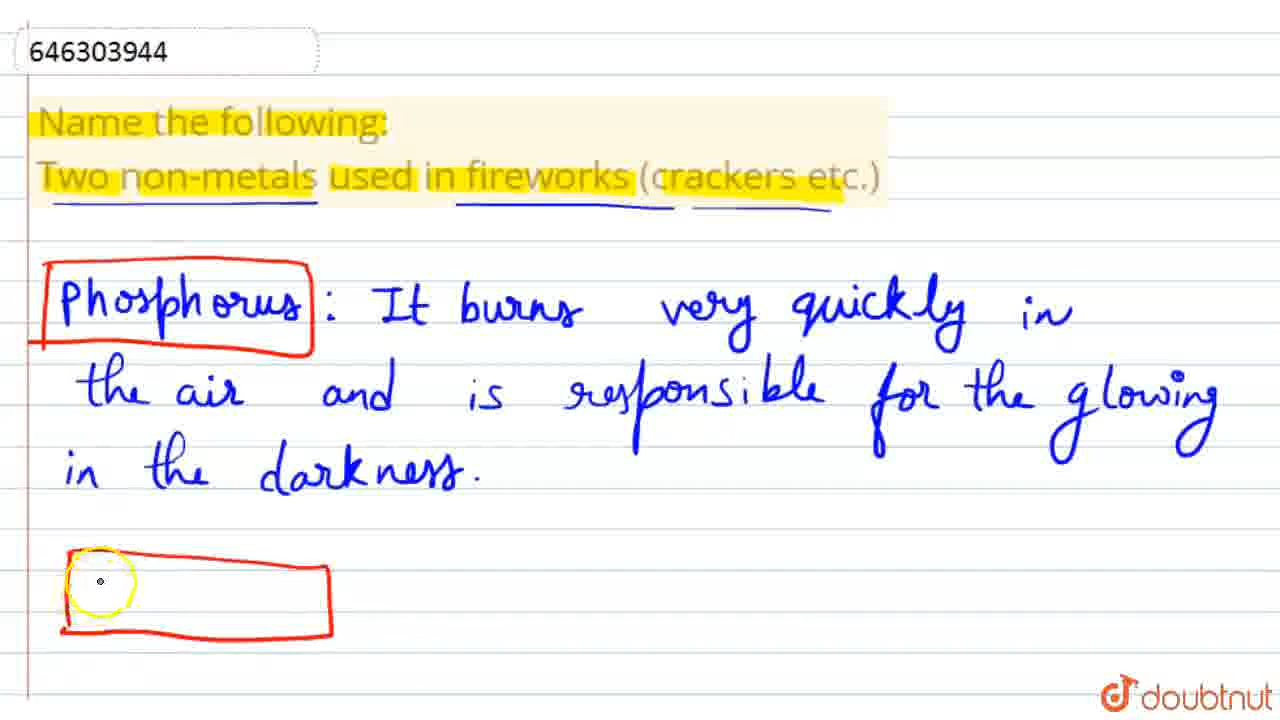 646303944
Name the following:
Two non-metals used in fireworks (crackers etc.)
Phosphorus : It burns very quickly in
the air and is responsible for the glowing
in the darkness.
doubtnut